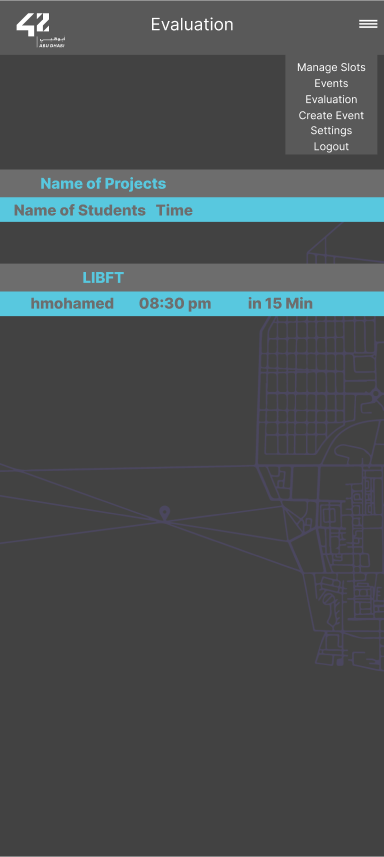 42
أبوظبي
ABU DHABI
Evaluation
Manage Slots
Events
Evaluation
Create Event
Settings
Logout
Name of Projects
Name of Students Time
LIBFT
hmohamed 08:30 pm in 15 Min